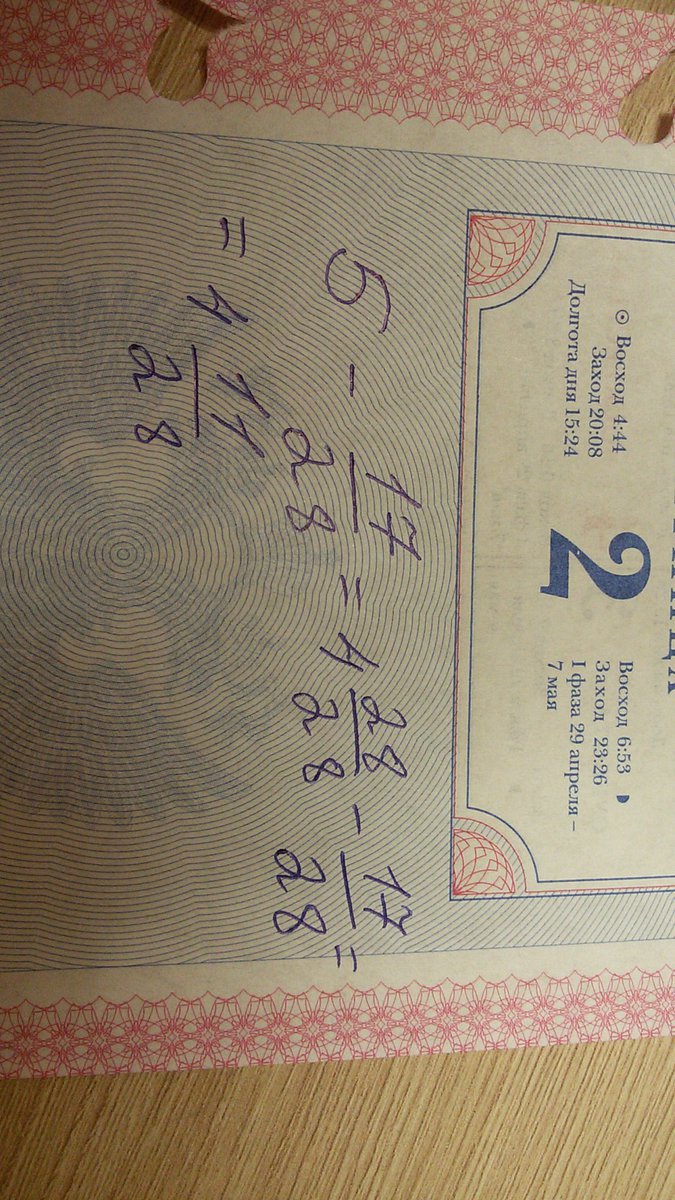 ⊙ Восход 4:44
Заход 20:08
Долгота дня 15:24
2
Восход 6:53
Заход 23:26
I фаза 29 апреля –
7 мая
5 - 17/28 = 4 28/28 - 17/28 =
= 4 11/28